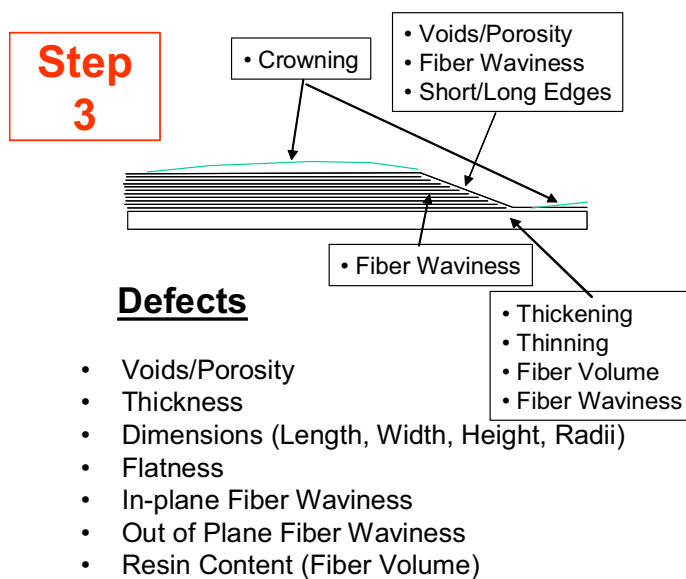 Step
3
• Crowning
• Voids/Porosity
• Fiber Waviness
• Short/Long Edges
• Fiber Waviness
• Thickening
• Thinning
• Fiber Volume
• Fiber Waviness
Defects
• Voids/Porosity
• Thickness
• Dimensions (Length, Width, Height, Radii)
• Flatness
• In-plane Fiber Waviness
• Out of Plane Fiber Waviness
• Resin Content (Fiber Volume)